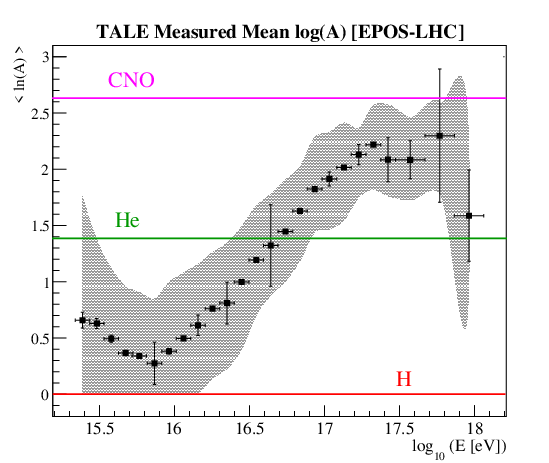 TALE Measured Mean log(A) [EPOS-LHC]
< ln(A) >
3
CNO
2.5
2
He
1.5
1
0.5
H
0
15.5 16 16.5 17 17.5 18
log10 (E [eV])